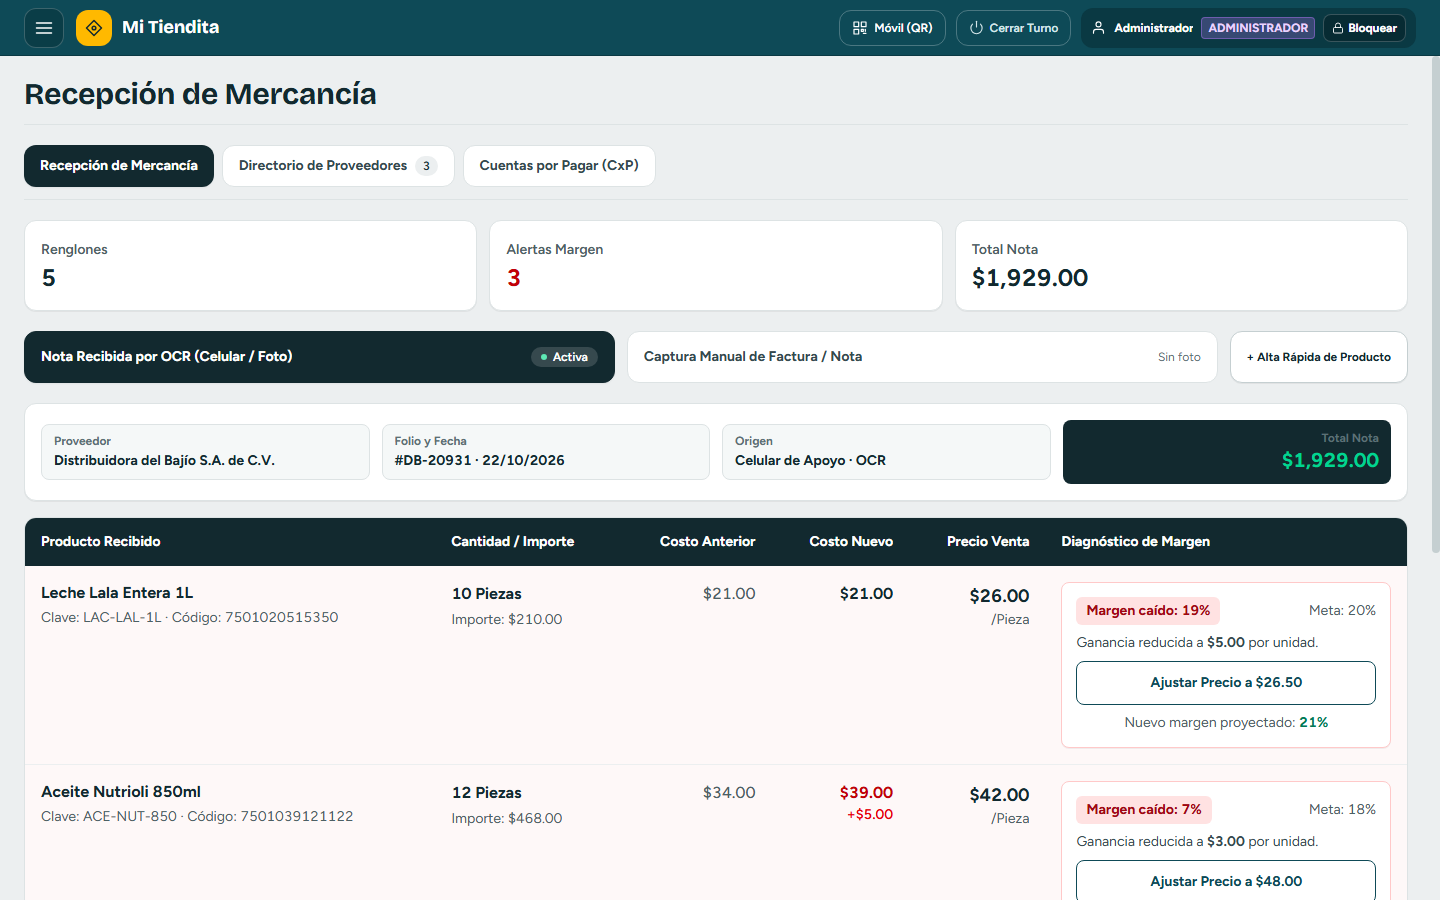 Mi Tiendita
Móvil (QR)
Cerrar Turno
Administrador
ADMINISTRADOR
Bloquear
Recepción de Mercancía
Recepción de Mercancía
Directorio de Proveedores 3
Cuentas por Pagar (CxP)
Renglones
5
Alertas Margen
3
Total Nota
$1,929.00
Nota Recibida por OCR (Celular / Foto)
Activa
Captura Manual de Factura / Nota
Sin foto
+ Alta Rápida de Producto
Proveedor
Distribuidora del Bajío S.A. de C.V.
Folio y Fecha
#DB-20931 · 22/10/2026
Origen
Celular de Apoyo · OCR
Total Nota
$1,929.00
Producto Recibido
Cantidad / Importe
Costo Anterior
Costo Nuevo
Precio Venta
Diagnóstico de Margen
Leche Lala Entera 1L
Clave: LAC-LAL-1L · Código: 7501020515350
10 Piezas
Importe: $210.00
$21.00
$21.00
$26.00
/Pieza
Margen caído: 19%
Meta: 20%
Ganancia reducida a $5.00 por unidad.
Ajustar Precio a $26.50
Nuevo margen proyectado: 21%
Aceite Nutrioli 850ml
Clave: ACE-NUT-850 · Código: 7501039121122
12 Piezas
Importe: $468.00
$34.00
$39.00
+$5.00
$42.00
/Pieza
Margen caído: 7%
Meta: 18%
Ganancia reducida a $3.00 por unidad.
Ajustar Precio a $48.00